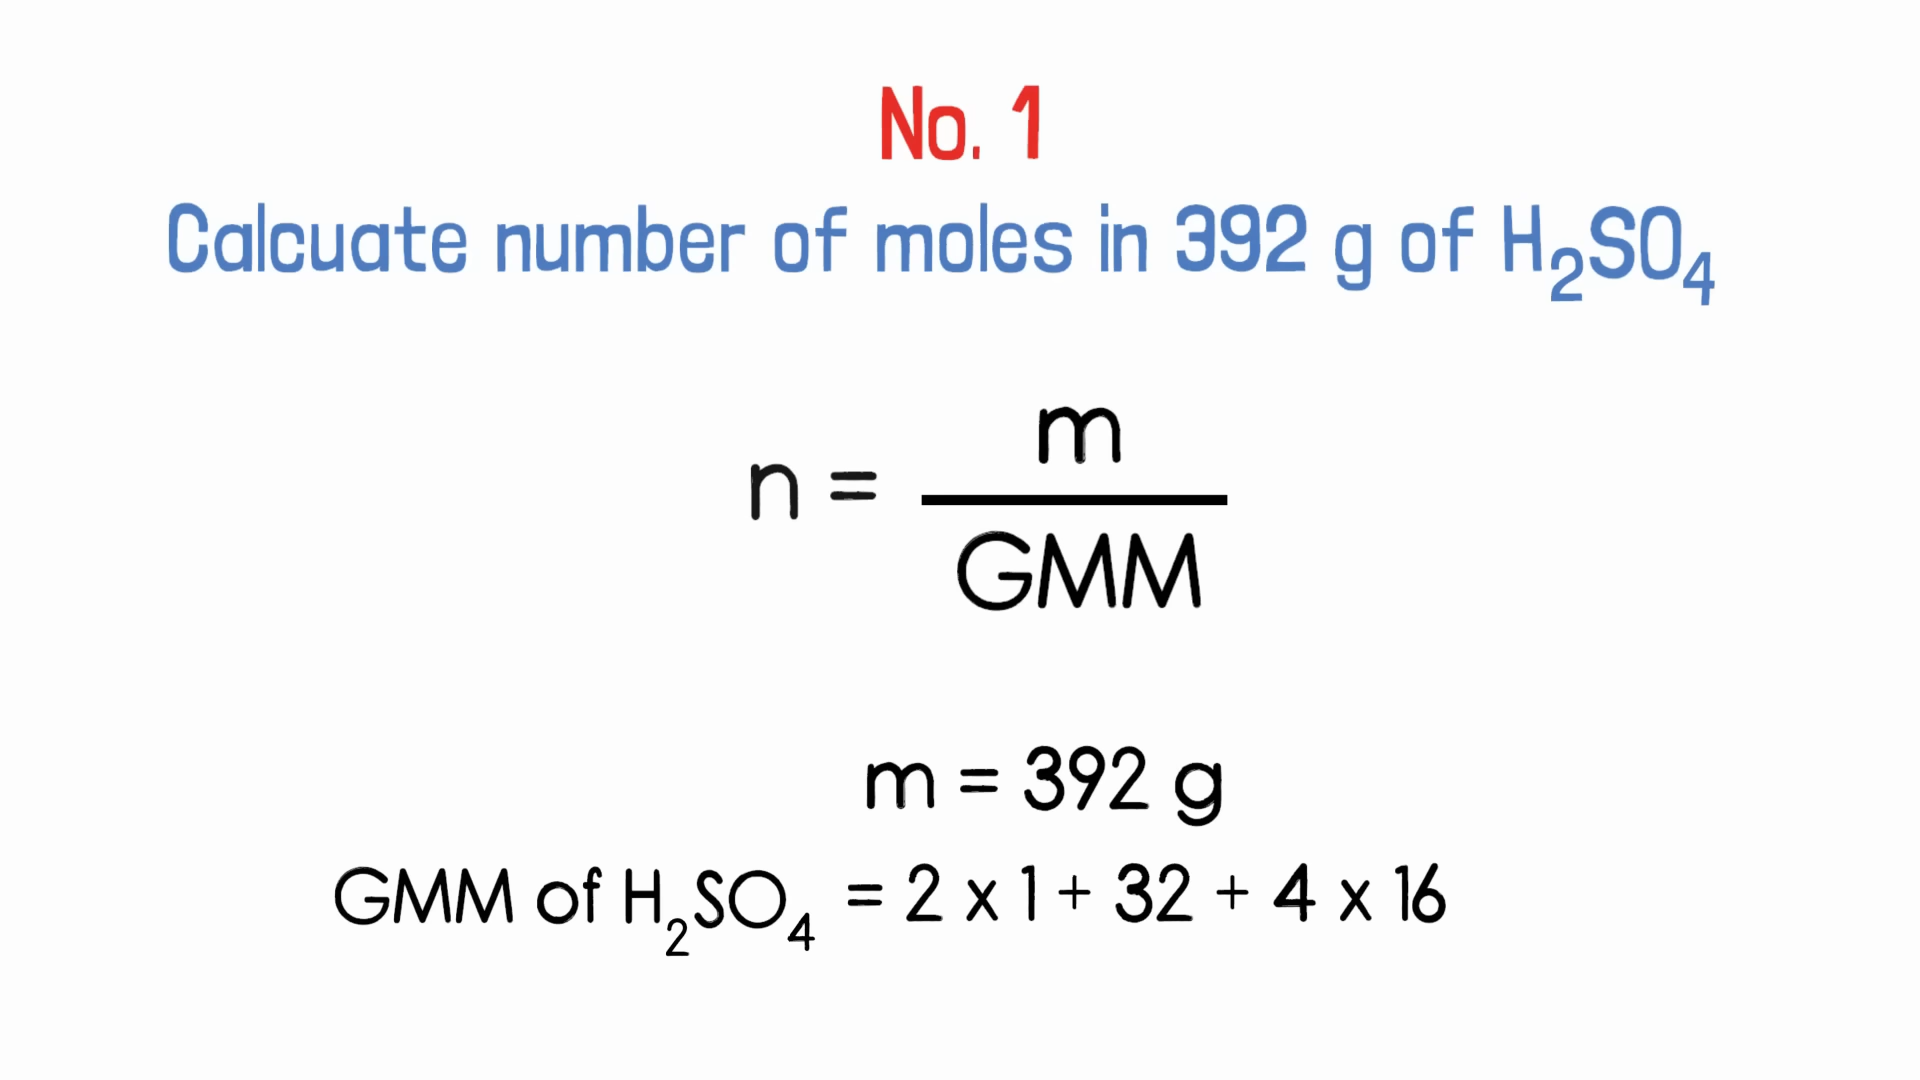 No. 1
Calcuate number of moles in 392 g of H₂SO₄
n = m / GMM
m = 392 g
GMM of H₂SO₄ = 2 x 1 + 32 + 4 x 16